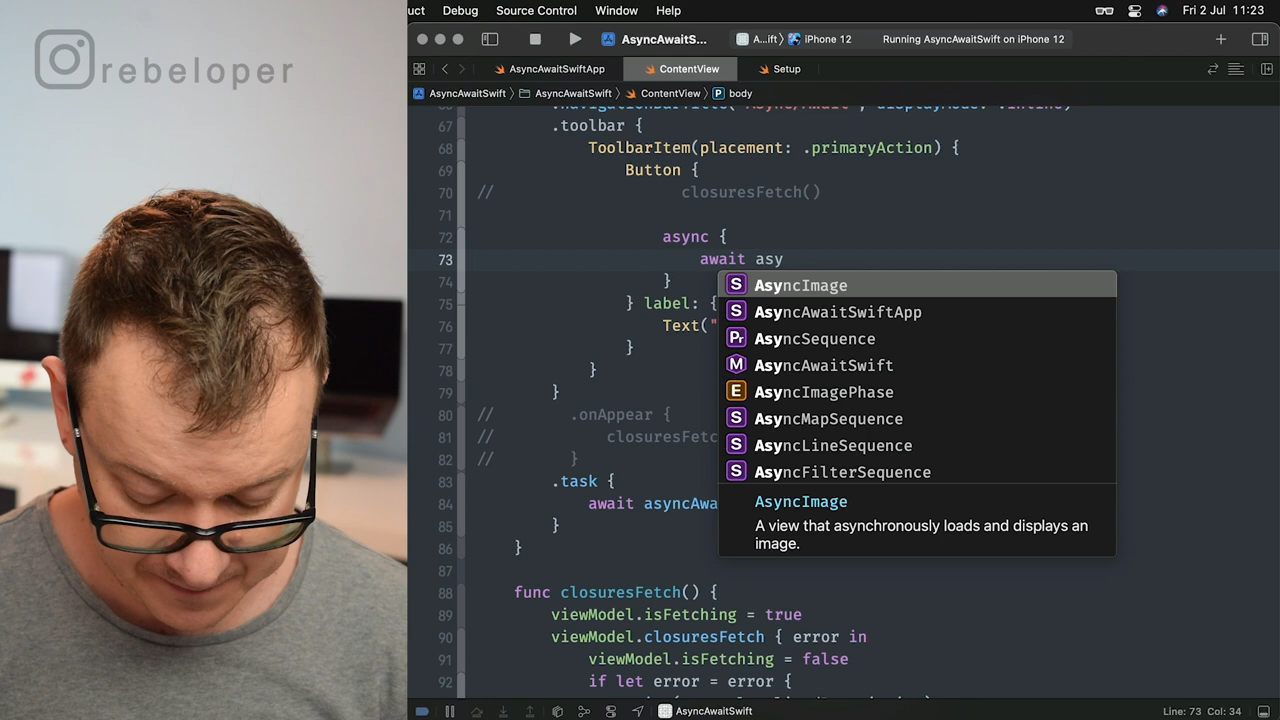 rebeloper
uct Debug Source Control Window Help Fri 2 Jul 11:23
AsyncAwaitS... A...ift〉 iPhone 12 Running AsyncAwaitSwift on iPhone 12
AsyncAwaitSwiftApp ContentView Setup
AsyncAwaitSwift 〉 AsyncAwaitSwift 〉 ContentView 〉 P body
67 .toolbar {
68 ToolbarItem(placement: .primaryAction) {
69 Button {
70 // closuresFetch()
71
72 async {
73 await asy
74 }
75 } label: {
76 Text("
77 }
78 }
79 }
80 // .onAppear {
81 // closuresFetc
82 // }
83 .task {
84 await asyncAwa
85 }
86 }
87
88 func closuresFetch() {
89 viewModel.isFetching = true
90 viewModel.closuresFetch { error in
91 viewModel.isFetching = false
92 if let error = error {
S AsyncImage
S AsyncAwaitSwiftApp
Pr AsyncSequence
M AsyncAwaitSwift
E AsyncImagePhase
S AsyncMapSequence
S AsyncLineSequence
S AsyncFilterSequence
AsyncImage
A view that asynchronously loads and displays an
image.
AsyncAwaitSwift Line: 73 Col: 34